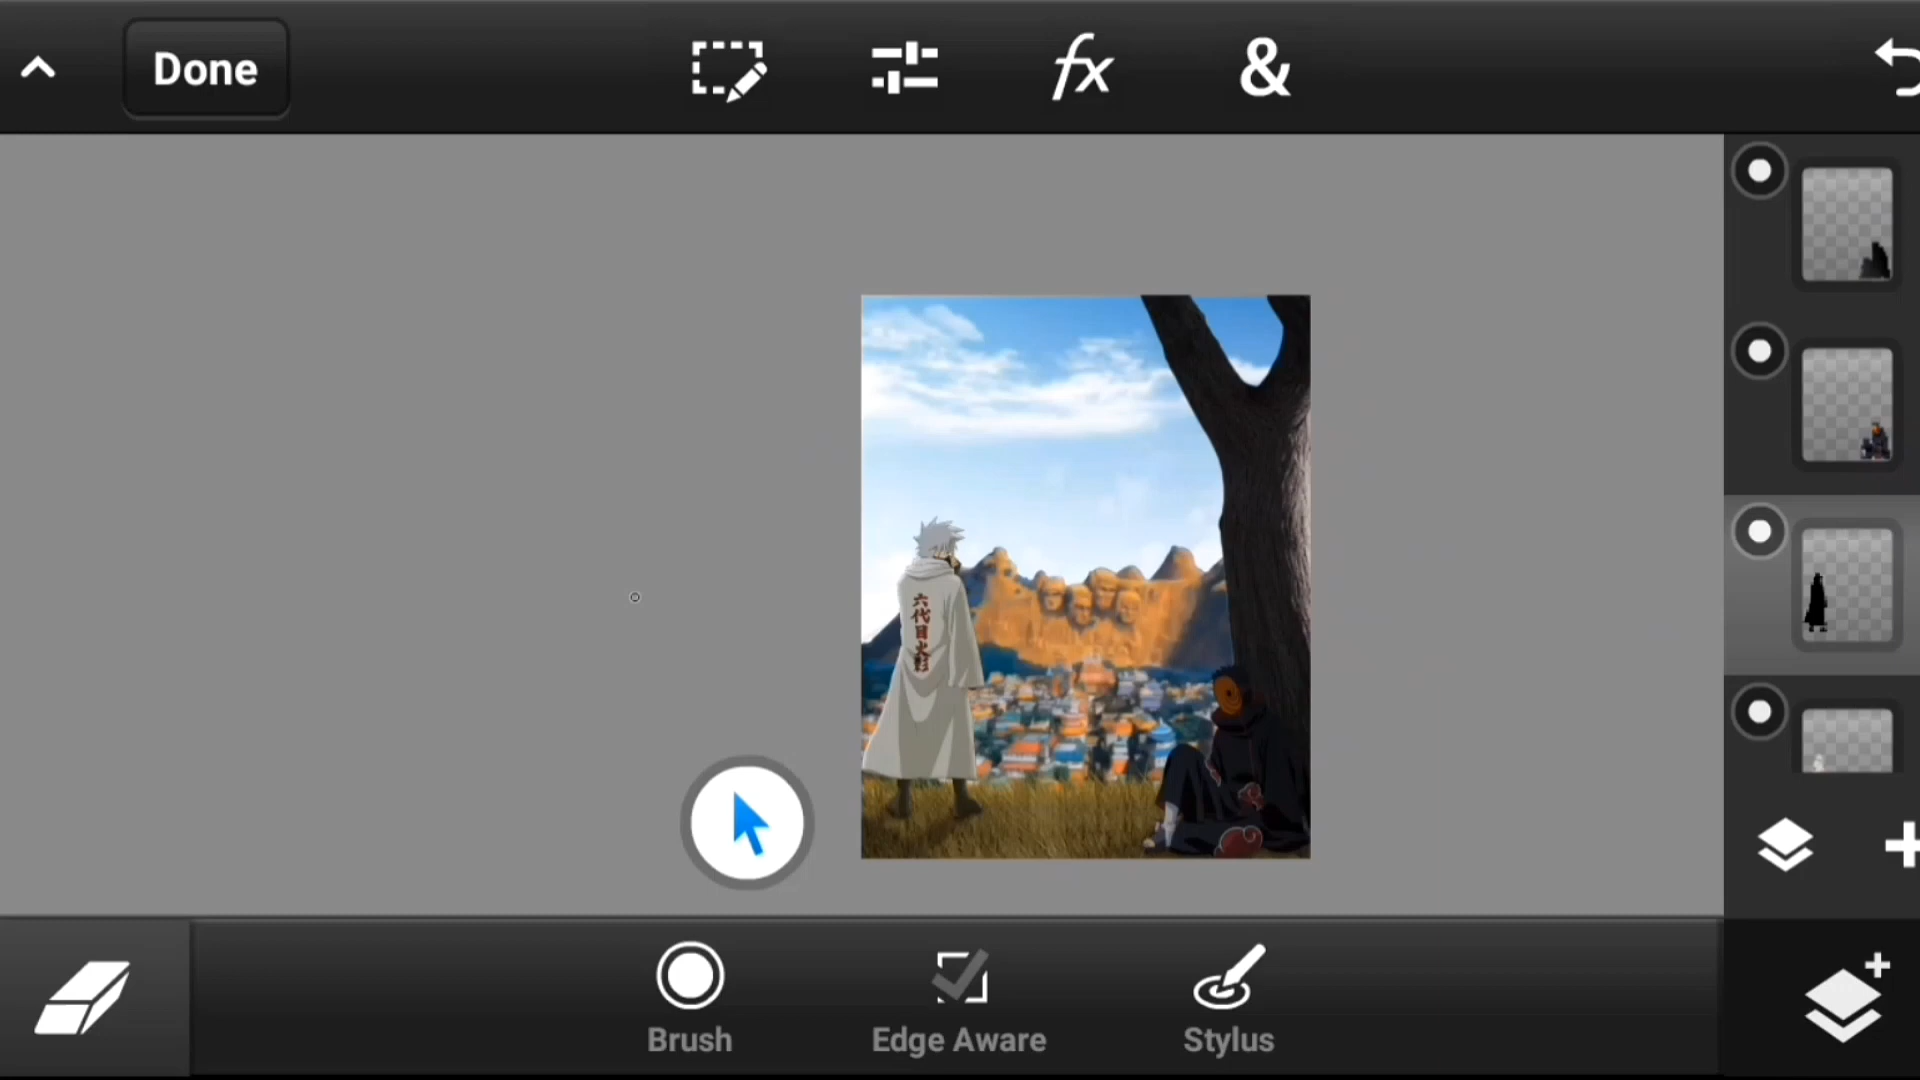 Done
fx
&
六
代
目
火
影
Brush
Edge Aware
Stylus